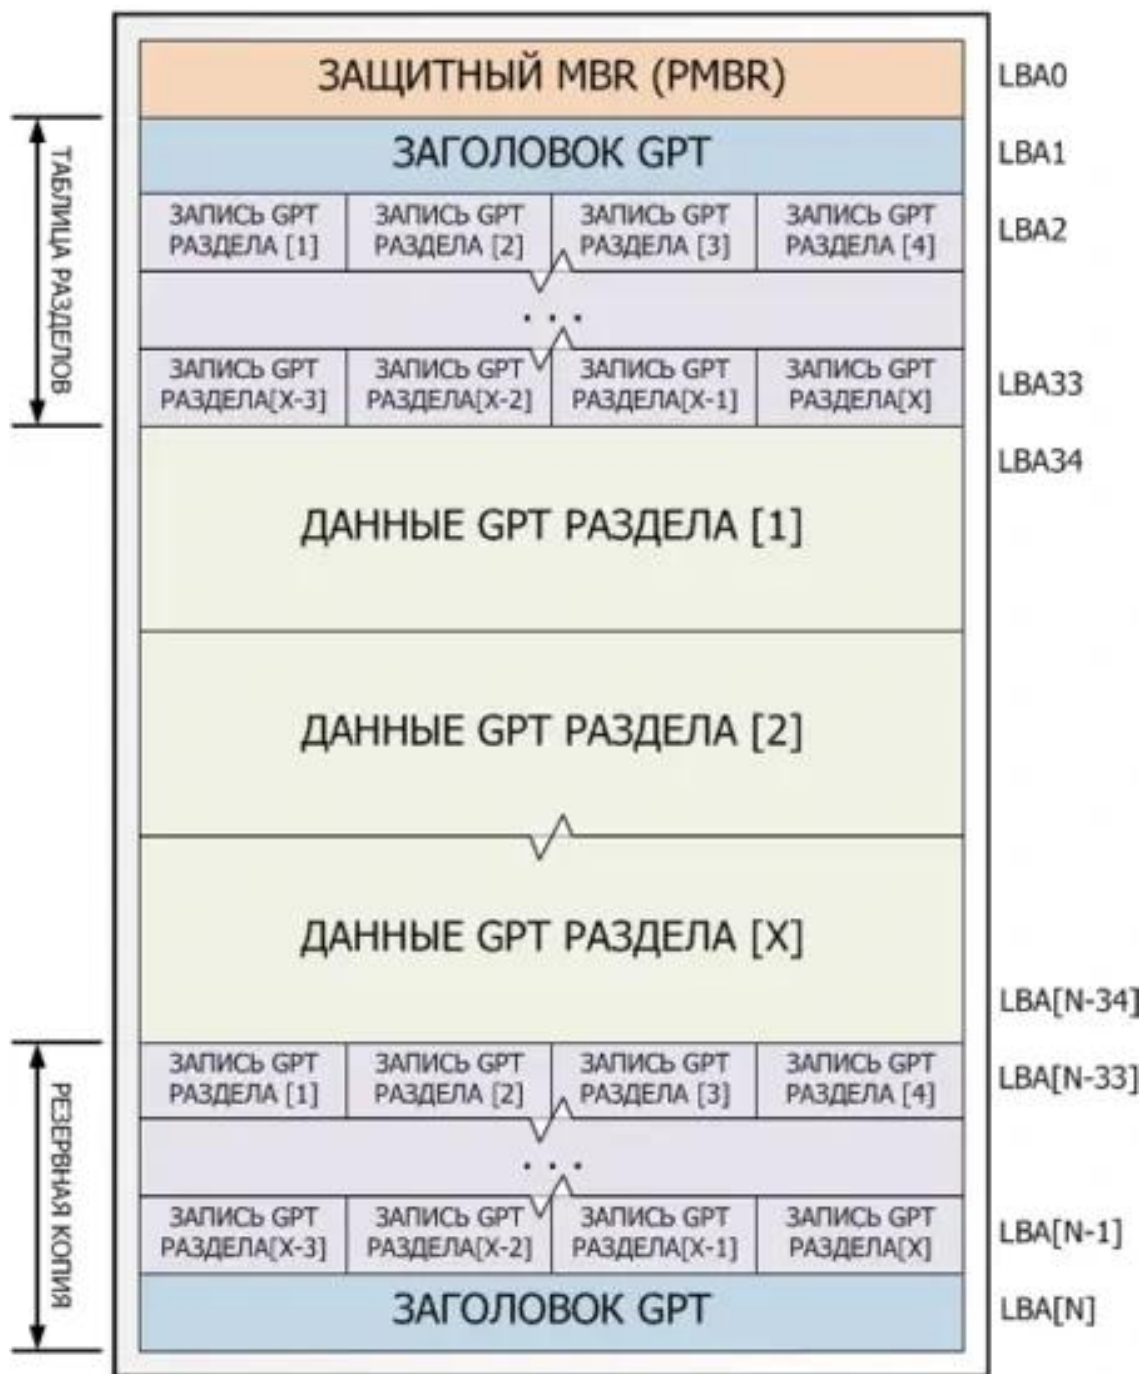 ЗАЩИТНЫЙ MBR (PMBR)
LBA0
ТАБЛИЦА РАЗДЕЛОВ
ЗАГОЛОВОК GPT
LBA1
ЗАПИСЬ GPT
РАЗДЕЛА [1]
ЗАПИСЬ GPT
РАЗДЕЛА [2]
ЗАПИСЬ GPT
РАЗДЕЛА [3]
ЗАПИСЬ GPT
РАЗДЕЛА [4]
LBA2
...
ЗАПИСЬ GPT
РАЗДЕЛА[X-3]
ЗАПИСЬ GPT
РАЗДЕЛА[X-2]
ЗАПИСЬ GPT
РАЗДЕЛА[X-1]
ЗАПИСЬ GPT
РАЗДЕЛА[X]
LBA33
LBA34
ДАННЫЕ GPT РАЗДЕЛА [1]
ДАННЫЕ GPT РАЗДЕЛА [2]
ДАННЫЕ GPT РАЗДЕЛА [X]
LBA[N-34]
РЕЗЕРВНАЯ КОПИЯ
ЗАПИСЬ GPT
РАЗДЕЛА [1]
ЗАПИСЬ GPT
РАЗДЕЛА [2]
ЗАПИСЬ GPT
РАЗДЕЛА [3]
ЗАПИСЬ GPT
РАЗДЕЛА [4]
LBA[N-33]
...
ЗАПИСЬ GPT
РАЗДЕЛА[X-3]
ЗАПИСЬ GPT
РАЗДЕЛА[X-2]
ЗАПИСЬ GPT
РАЗДЕЛА[X-1]
ЗАПИСЬ GPT
РАЗДЕЛА[X]
LBA[N-1]
ЗАГОЛОВОК GPT
LBA[N]